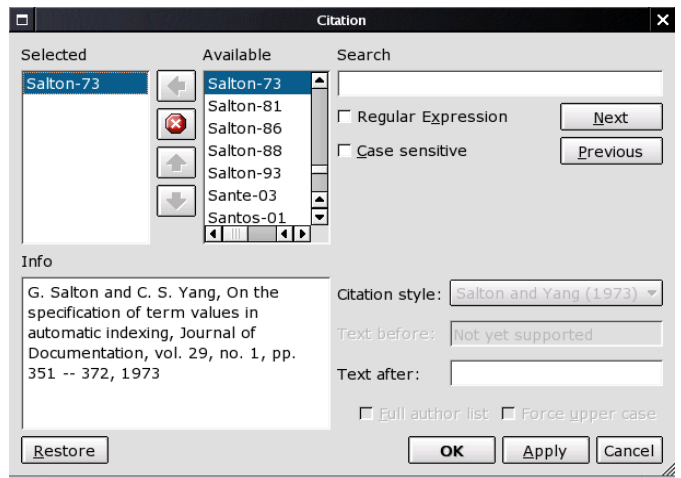 Citation
Selected
Available
Search
Salton-73
Salton-73
Salton-81
Salton-86
Salton-88
Salton-93
Sante-03
Santos-01
Regular Expression
Next
Case sensitive
Previous
Info
G. Salton and C. S. Yang, On the
specification of term values in
automatic indexing, Journal of
Documentation, vol. 29, no. 1, pp.
351 -- 372, 1973
Citation style: Salton and Yang (1973)
Text before: Not yet supported
Text after:
Full author list Force upper case
Restore
OK
Apply
Cancel